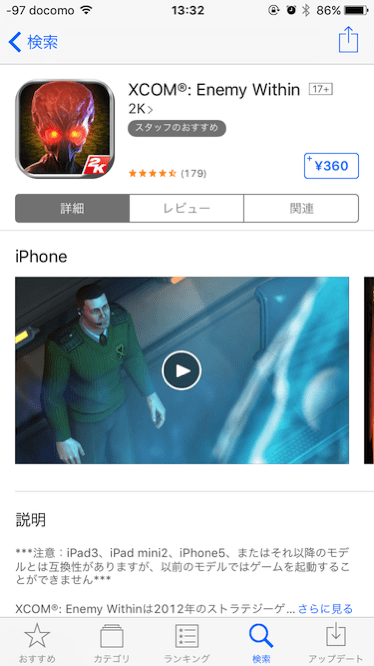 -97 docomo 13:32 86%
検索
XCOM®: Enemy Within 17+
2K>
スタッフのおすすめ
(179)
+¥360
2K
詳細 レビュー 関連
iPhone
説明
***注意：iPad3、iPad mini2、iPhone5、またはそれ以降のモデ
ルとは互換性がありますが、以前のモデルではゲームを起動するこ
とができません***
XCOM®: Enemy Withinは2012年のストラテジーゲ... さらに見る
おすすめ カテゴリ ランキング 検索 アップデート